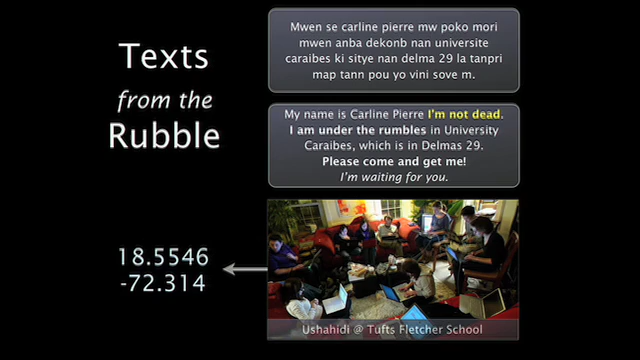 Texts
from the
Rubble
Mwen se carline pierre mw poko mori
mwen anba dekonb nan universite
caraibes ki sitye nan delma 29 la tanpri
map tann pou yo vini sove m.
My name is Carline Pierre I'm not dead.
I am under the rumbles in University
Caraibes, which is in Delmas 29.
Please come and get me!
I'm waiting for you.
18.5546
-72.314
Ushahidi @ Tufts Fletcher School